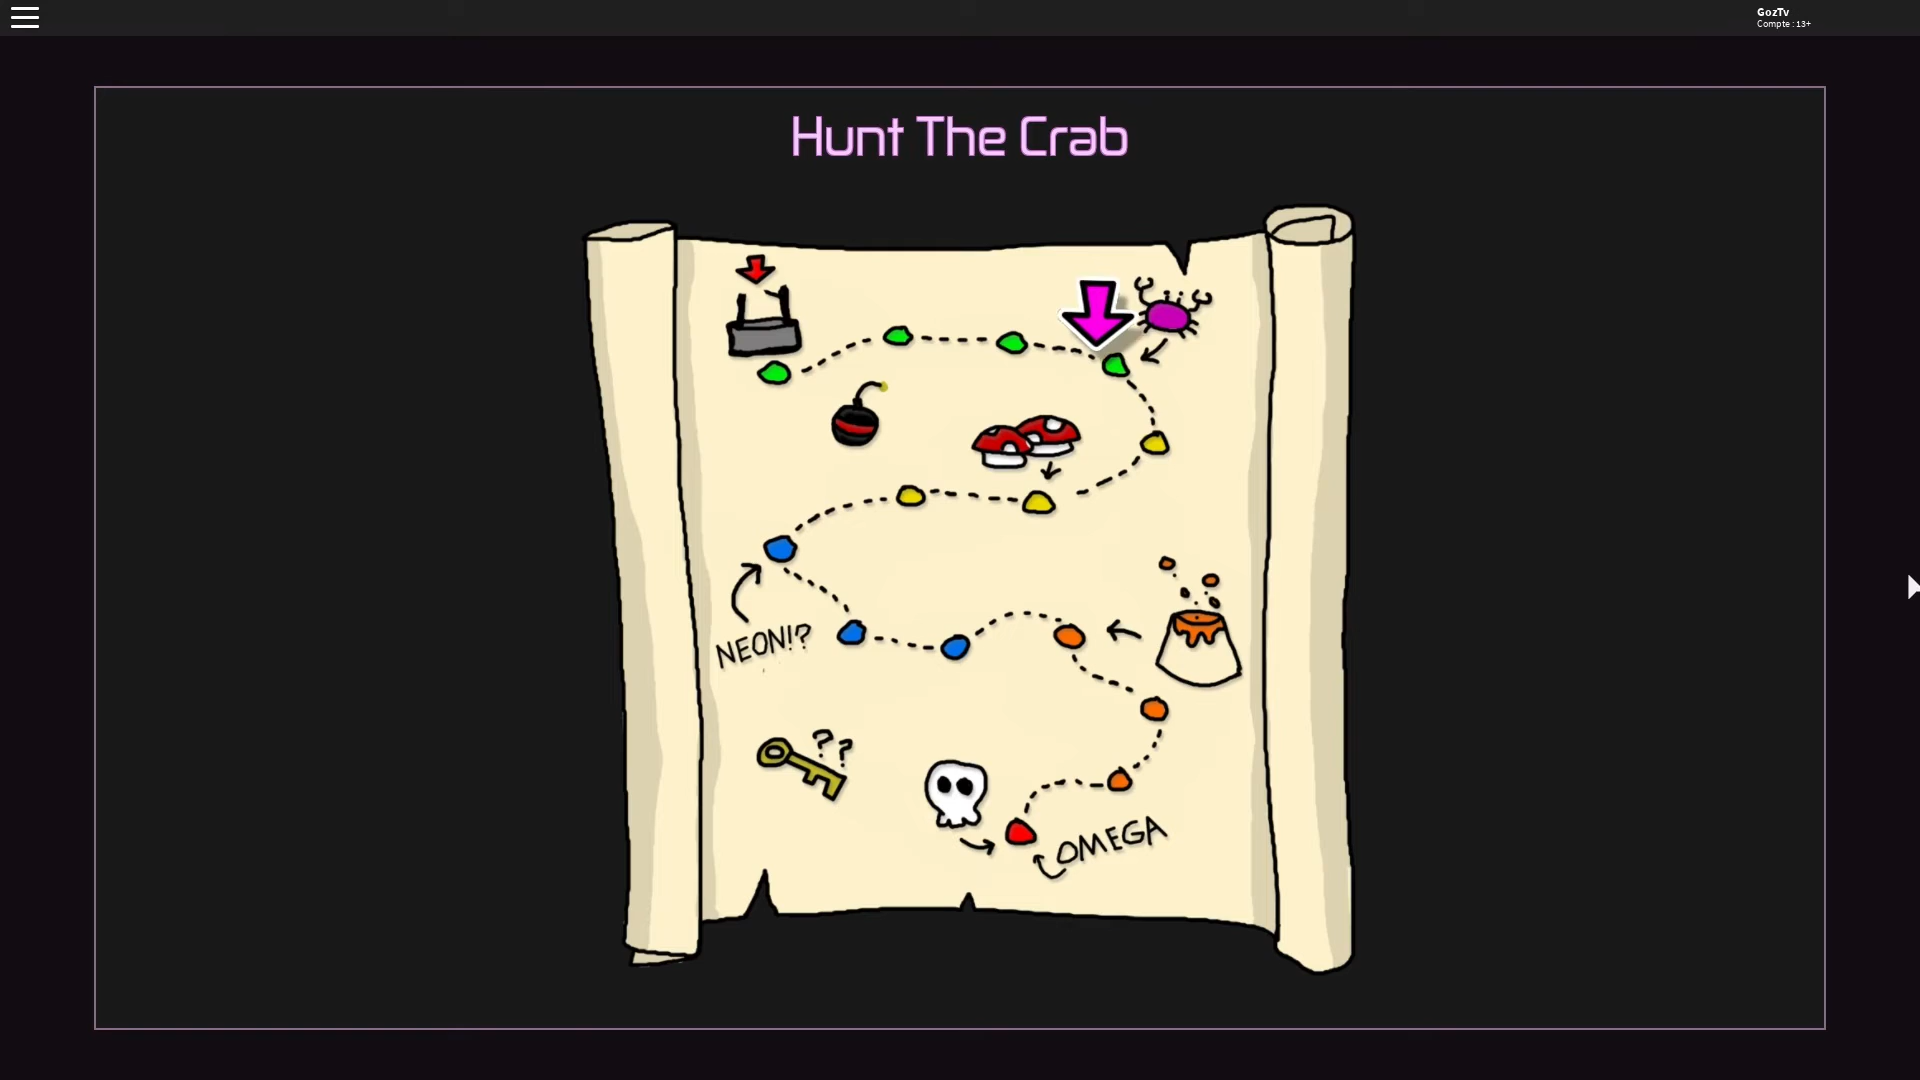 GozTv
Compte : 13+
Hunt The Crab
NEON!?
??
OMEGA